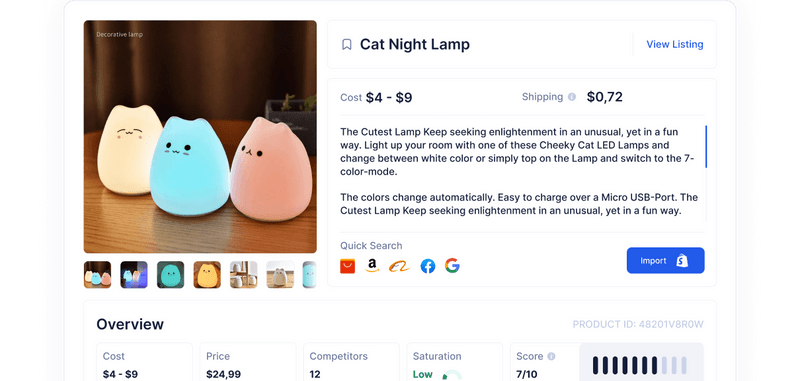 Decorative lamp
Cat Night Lamp
View Listing
Cost $4 - $9
Shipping $0,72
The Cutest Lamp Keep seeking enlightenment in an unusual, yet in a fun
way. Light up your room with one of these Cheeky Cat LED Lamps and
change between white color or simply top on the Lamp and switch to the 7-
color-mode.
The colors change automatically. Easy to charge over a Micro USB-Port. The
Cutest Lamp Keep seeking enlightenment in an unusual, yet in a fun way.
Quick Search
Import
Overview
PRODUCT ID: 48201V8R0W
Cost
$4 - $9
Price
$24,99
Competitors
12
Saturation
Low
Score
7/10